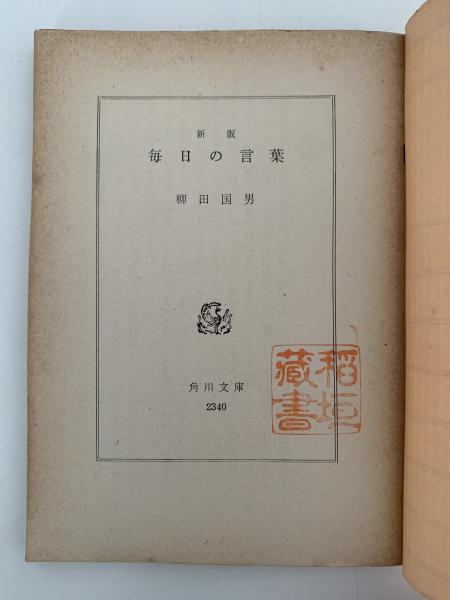 新版
毎日の言葉
柳田国男
角川文庫
2340
稲垣
蔵書